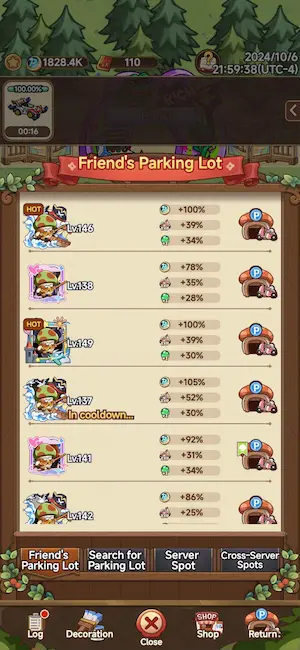 1828.4K
110
2024/10/6
21:59:38(UTC-4)
100.00%
00:16
Friend's Parking Lot
HOT
Lv.146
+100%
+39%
+34%
Lv.138
+78%
+35%
+28%
HOT
Lv.149
+100%
+39%
+30%
Lv.137
In cooldown...
+105%
+52%
+30%
Lv.141
+92%
+31%
+34%
Lv.142
+86%
+25%
Friend's Parking Lot
Search for Parking Lot
Server Spot
Cross-Server Spots
Log
Decoration
Close
SHOP
Shop
Return